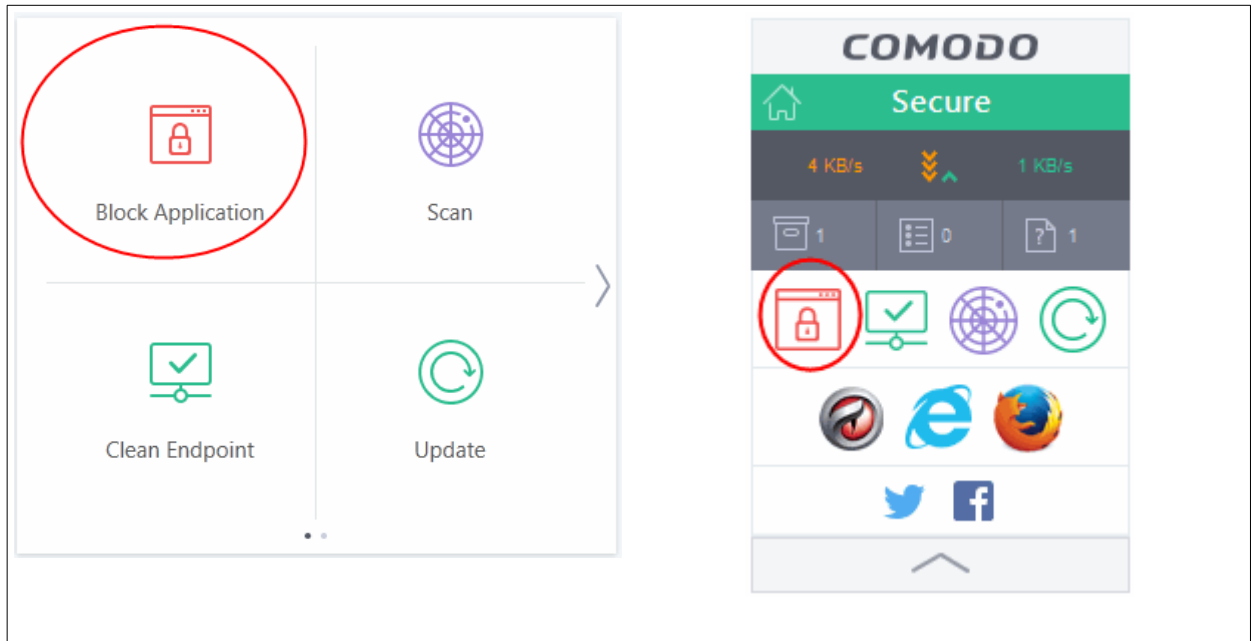 Block Application
Scan
Clean Endpoint
Update
COMODO
Secure
4 KB/s 1 KB/s
1 0 ? 1